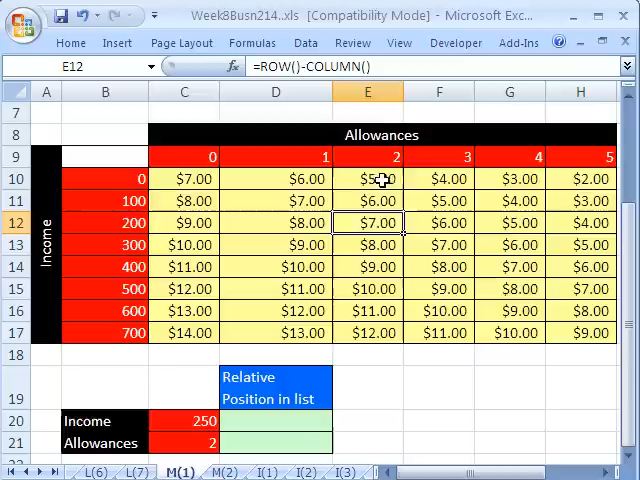 Week8Busn214..xls [Compatibility Mode] - Microsoft Exc...
Home Insert Page Layout Formulas Data Review View Developer Add-Ins
E12 fx =ROW()-COLUMN()
A B C D E F G H
7
8 Allowances
9 0 1 2 3 4 5
Income
10 0 $7.00 $6.00 $4.00 $3.00 $2.00
11 100 $8.00 $7.00 $6.00 $5.00 $4.00 $3.00
12 200 $9.00 $8.00 $7.00 $6.00 $5.00 $4.00
13 300 $10.00 $9.00 $8.00 $7.00 $6.00 $5.00
14 400 $11.00 $10.00 $9.00 $8.00 $7.00 $6.00
15 500 $12.00 $11.00 $10.00 $9.00 $8.00 $7.00
16 600 $13.00 $12.00 $11.00 $10.00 $9.00 $8.00
17 700 $14.00 $13.00 $12.00 $11.00 $10.00 $9.00
18
Relative
19 Position in list
20 Income 250
21 Allowances 2
L(6) L(7) M(1) M(2) I(1) I(2) I(3)